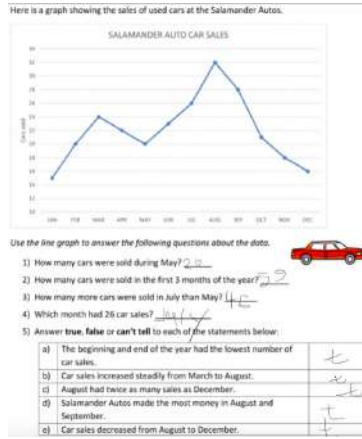 Here is a graph showing the sales of used cars at the Salamander Autos.
SALAMANDER AUTO CAR SALES
Cars sold
JAN FEB MAR APR MAY JUN JUL AUG SEP OCT NOV DEC
Use the line graph to answer the following questions about the data.
1) How many cars were sold during May? 20
2) How many cars were sold in the first 3 months of the year?
3) How many more cars were sold in July than May?
4) Which month had 26 car sales?
5) Answer true, false or can't tell to each of the statements below:
a) The beginning and end of the year had the lowest number of
car sales. t
b) Car sales increased steadily from March to August. t
c) August had twice as many sales as December. t
d) Salamander Autos made the most money in August and
September. t
e) Car sales decreased from August to December. t